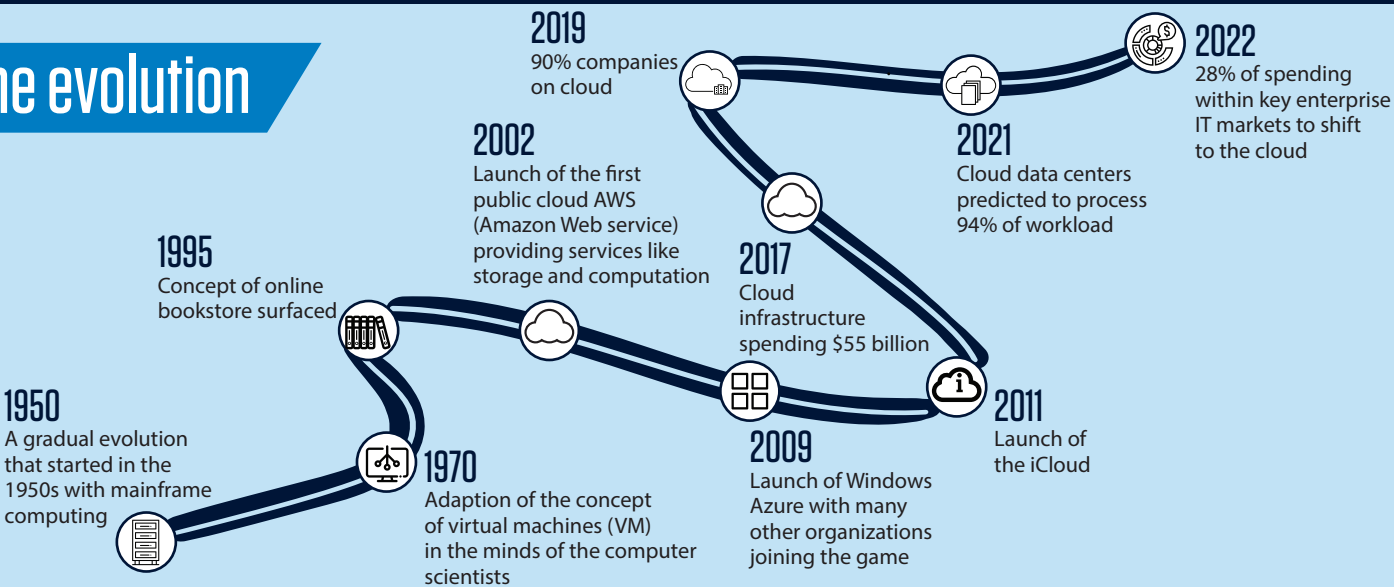 ne evolution
1950
A gradual evolution
that started in the
1950s with mainframe
computing
1970
Adaption of the concept
of virtual machines (VM)
in the minds of the computer
scientists
1995
Concept of online
bookstore surfaced
2002
Launch of the first
public cloud AWS
(Amazon Web service)
providing services like
storage and computation
2009
Launch of Windows
Azure with many
other organizations
joining the game
2011
Launch of
the iCloud
2017
Cloud
infrastructure
spending $55 billion
2019
90% companies
on cloud
2021
Cloud data centers
predicted to process
94% of workload
2022
28% of spending
within key enterprise
IT markets to shift
to the cloud